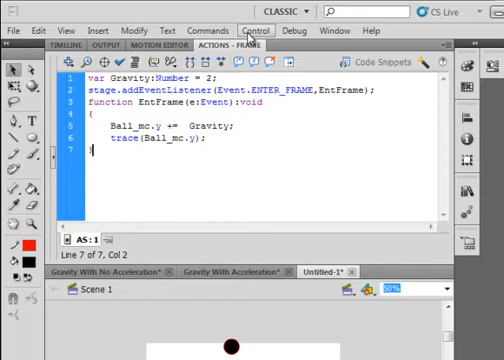 Fl
CLASSIC
CS Live
File Edit View Insert Modify Text Commands Control Debug Window Help
TIMELINE OUTPUT MOTION EDITOR ACTIONS - FRAME
Code Snippets
1 var Gravity:Number = 2;
2 stage.addEventListener(Event.ENTER_FRAME,EntFrame);
3 function EntFrame(e:Event):void
4 {
5 Ball_mc.y += Gravity;
6 trace(Ball_mc.y);
7 }
AS : 1
Line 7 of 7, Col 2
Gravity With No Acceleration* Gravity With Acceleration* Untitled-1*
Scene 1
50%